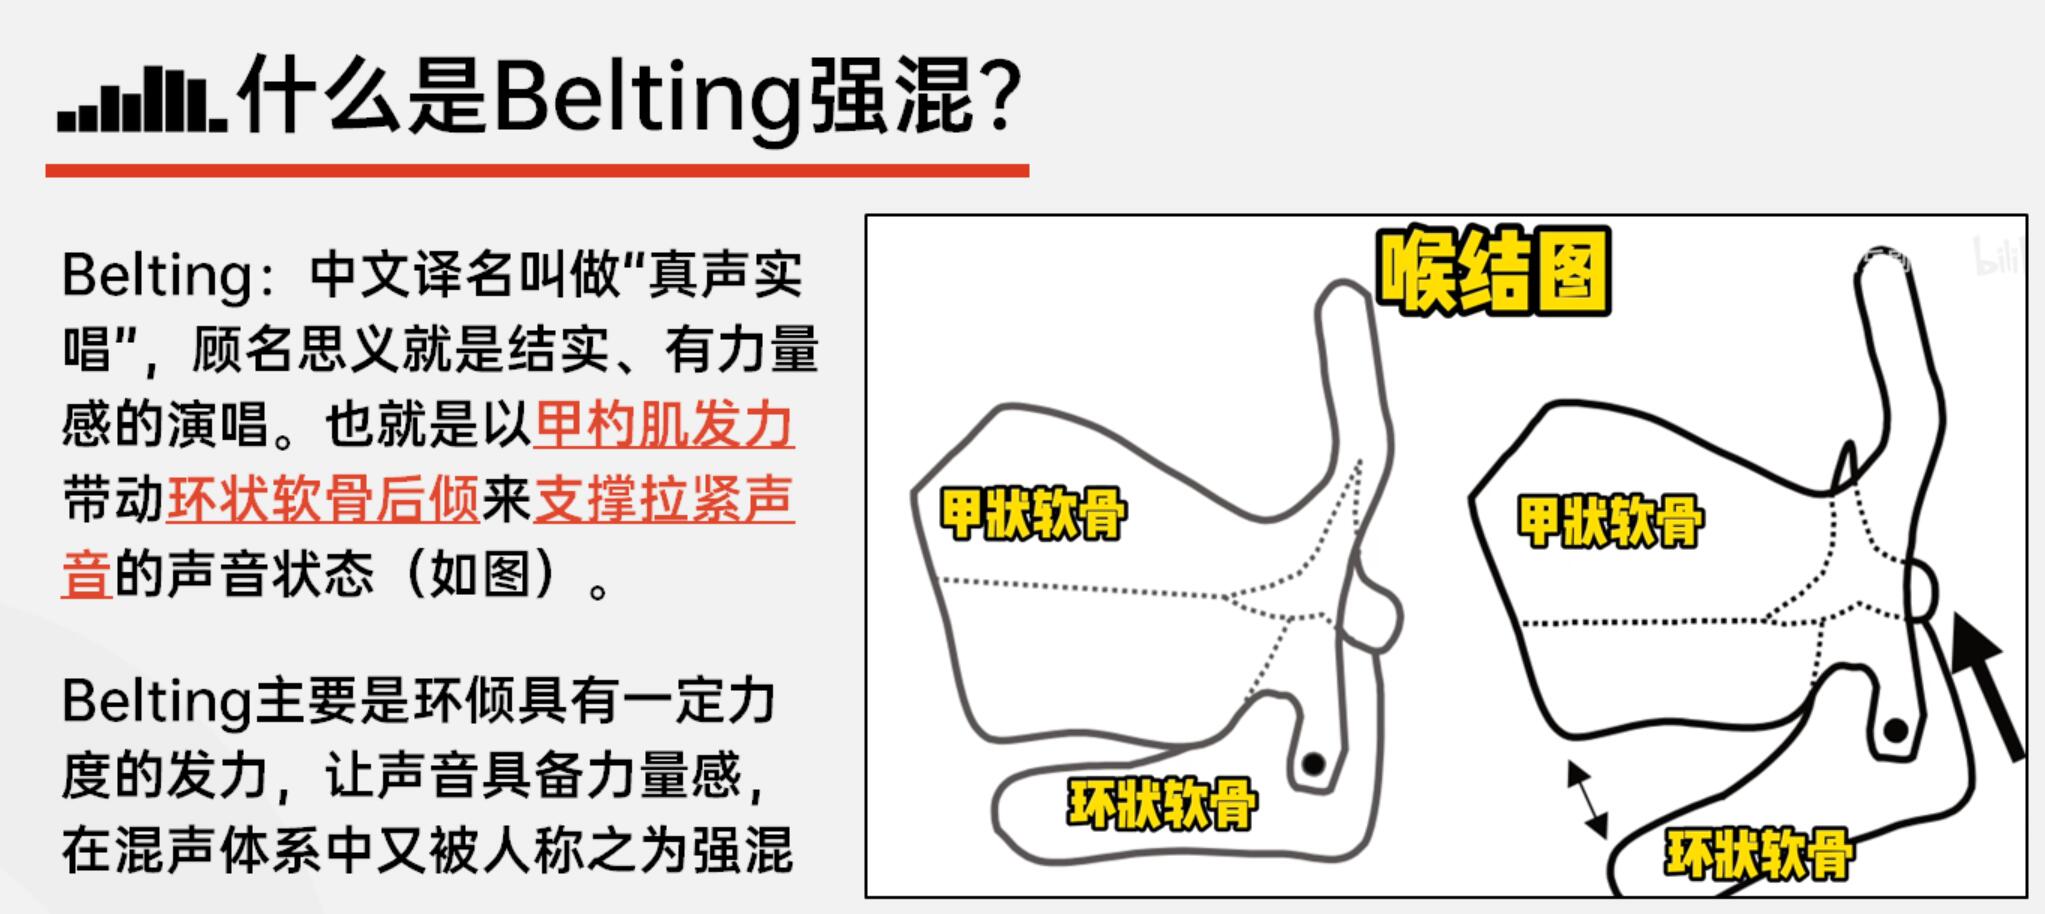 什么是Belting强混？
Belting：中文译名叫做“真声实
唱”，顾名思义就是结实、有力量
感的演唱。也就是以甲杓肌发力
带动环状软骨后倾来支撑拉紧声
音的声音状态（如图）。
Belting主要是环倾具有一定力
度的发力，让声音具备力量感，
在混声体系中又被人称之为强混
喉结图
bili
甲狀软骨
甲狀软骨
环狀软骨
环狀软骨